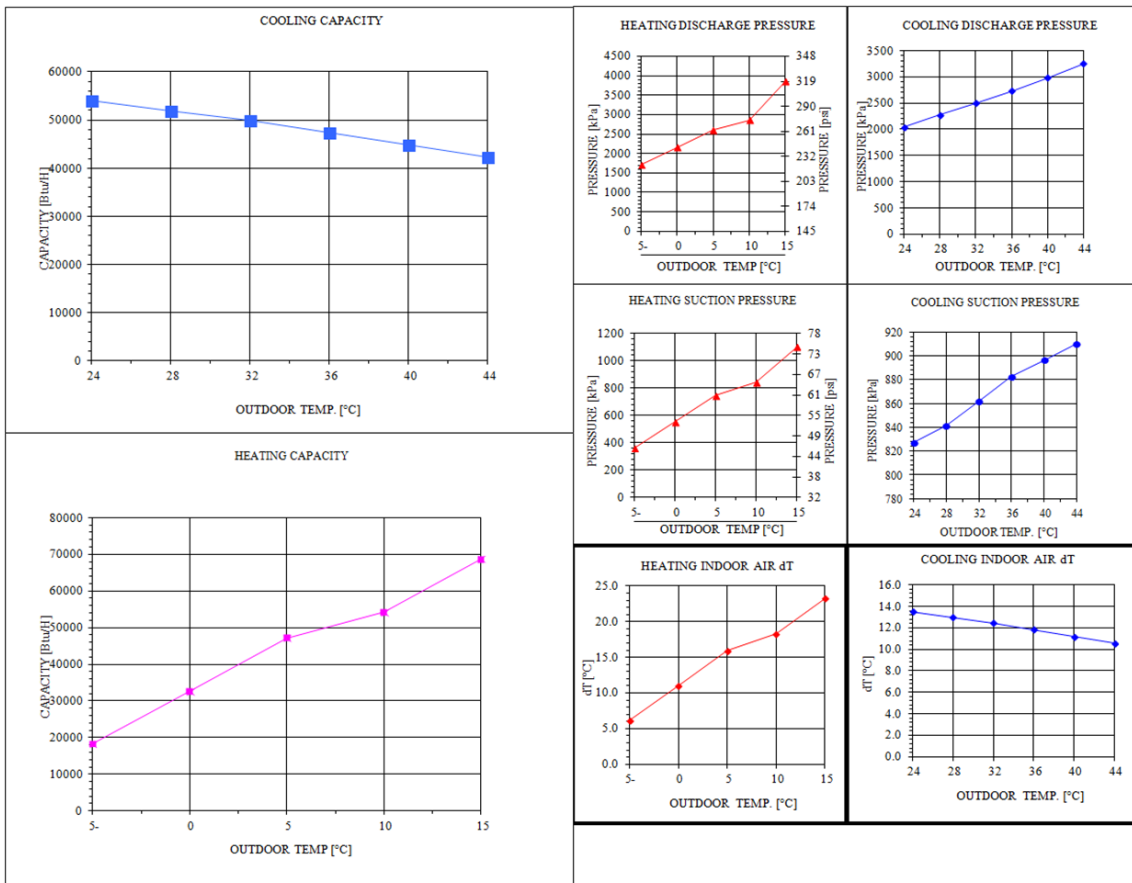 COOLING CAPACITY
60000
50000
40000
30000
20000
10000
0
CAPACITY [Btu/H]
24 28 32 36 40 44
OUTDOOR TEMP. [°C]
HEATING CAPACITY
80000
70000
60000
50000
40000
30000
20000
10000
0
CAPACITY [Btu/H]
5- 0 5 10 15
OUTDOOR TEMP [°C]
HEATING DISCHARGE PRESSURE
4500
4000
3500
3000
2500
2000
1500
1000
500
0
PRESSURE [kPa]
348
319
290
261
232
203
174
145
PRESSURE [psi]
5- 0 5 10 15
OUTDOOR TEMP [°C]
COOLING DISCHARGE PRESSURE
3500
3000
2500
2000
1500
1000
500
0
PRESSURE [kPa]
24 28 32 36 40 44
OUTDOOR TEMP. [°C]
HEATING SUCTION PRESSURE
1200
1000
800
600
400
200
0
PRESSURE [kPa]
78
73
67
61
55
49
44
38
32
PRESSURE [psi]
5- 0 5 10 15
OUTDOOR TEMP [°C]
COOLING SUCTION PRESSURE
920
900
880
860
840
820
800
780
PRESSURE [kPa]
24 28 32 36 40 44
OUTDOOR TEMP. [°C]
HEATING INDOOR AIR dT
25.0
20.0
15.0
10.0
5.0
0.0
dT [°C]
5- 0 5 10 15
OUTDOOR TEMP. [°C]
COOLING INDOOR AIR dT
16.0
14.0
12.0
10.0
8.0
6.0
4.0
2.0
0.0
dT [°C]
24 28 32 36 40 44
OUTDOOR TEMP. [°C]